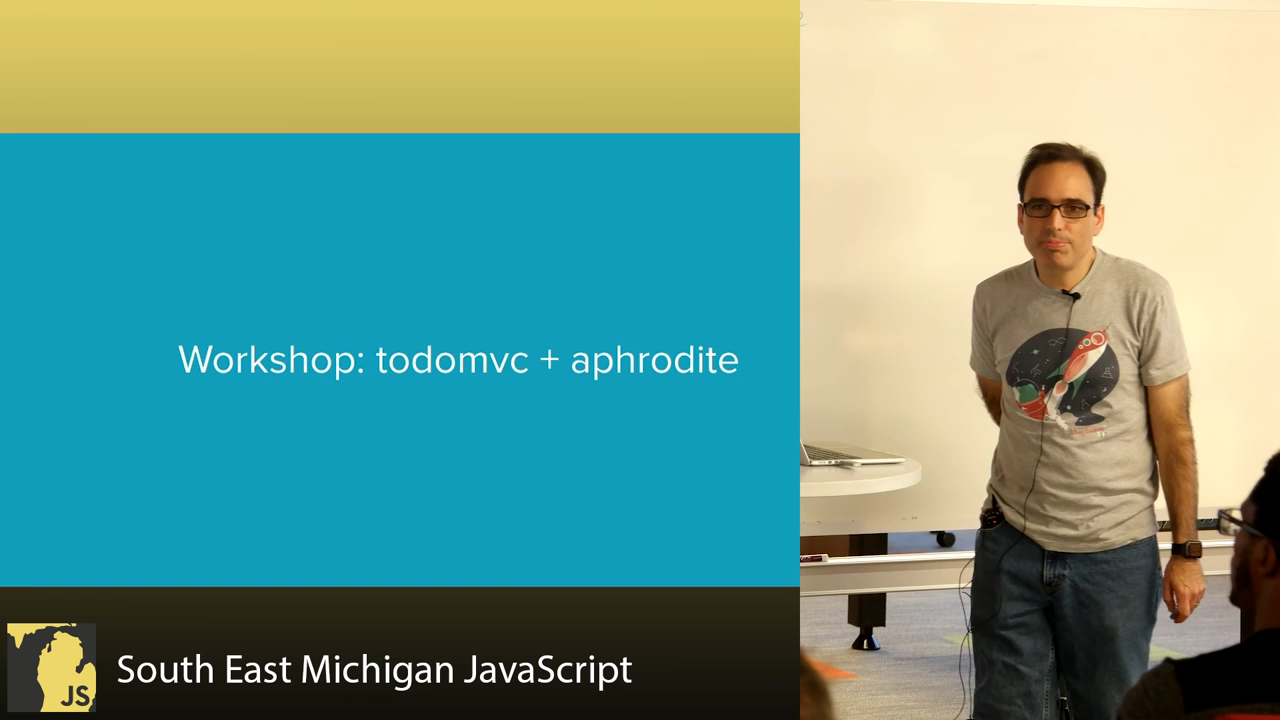 Workshop: todomvc + aphrodite
JS
South East Michigan JavaScript